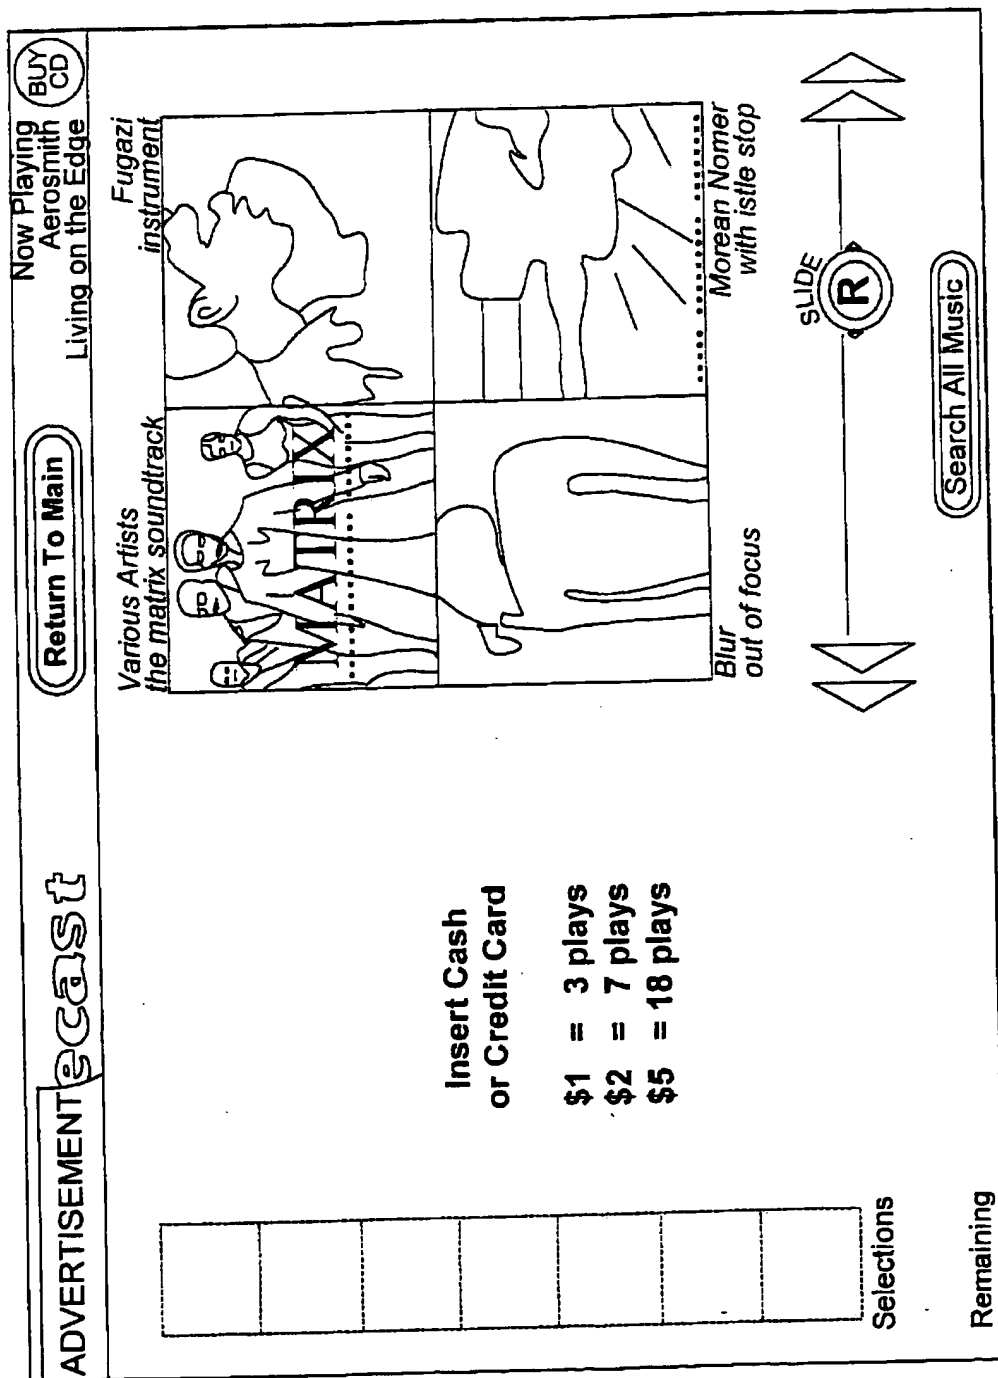 ADVERTISEMENT
ecast
Return To Main
Now Playing
Aerosmith
Living on the Edge
BUY
CD
Various Artists
the matrix soundtrack
Fugazi
instrument
MATRIX
Insert Cash
or Credit Card
$1 = 3 plays
$2 = 7 plays
$5 = 18 plays
Blur
out of focus
Morean Nomer
with istle stop
SLIDE
R
Selections
Search All Music
Remaining